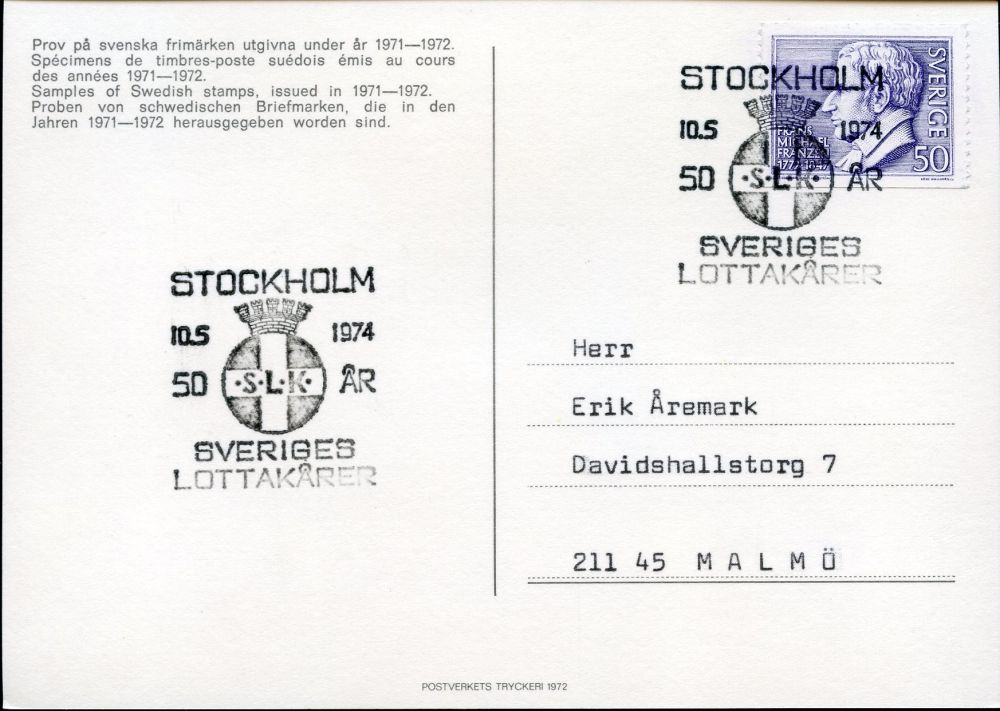 Prov på svenska frimärken utgivna under år 1971—1972.
Spécimens de timbres-poste suédois émis au cours
des années 1971—1972.
Samples of Swedish stamps, issued in 1971—1972.
Proben von schwedischen Briefmarken, die in den
Jahren 1971—1972 herausgegeben worden sind.
STOCKHOLM
10.5 1974
50 ·S·L·K· ÅR
SVERIGES
LOTTAKÅRER
SVERIGE
50
FRANS
MICHAEL
FRANZÉN
STOCKHOLM
10.5 1974
50 ·S·L·K· ÅR
SVERIGES
LOTTAKÅRER
Herr
Erik Åremark
Davidshallstorg 7
211 45 MALMÖ
POSTVERKETS TRYCKERI 1972